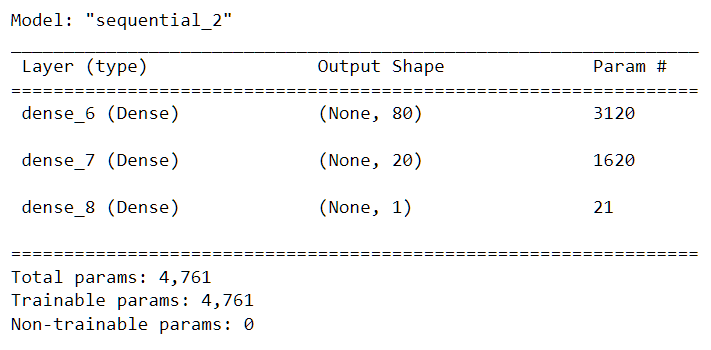 Model: "sequential_2"
Layer (type) Output Shape Param #
dense_6 (Dense) (None, 80) 3120
dense_7 (Dense) (None, 20) 1620
dense_8 (Dense) (None, 1) 21
Total params: 4,761
Trainable params: 4,761
Non-trainable params: 0